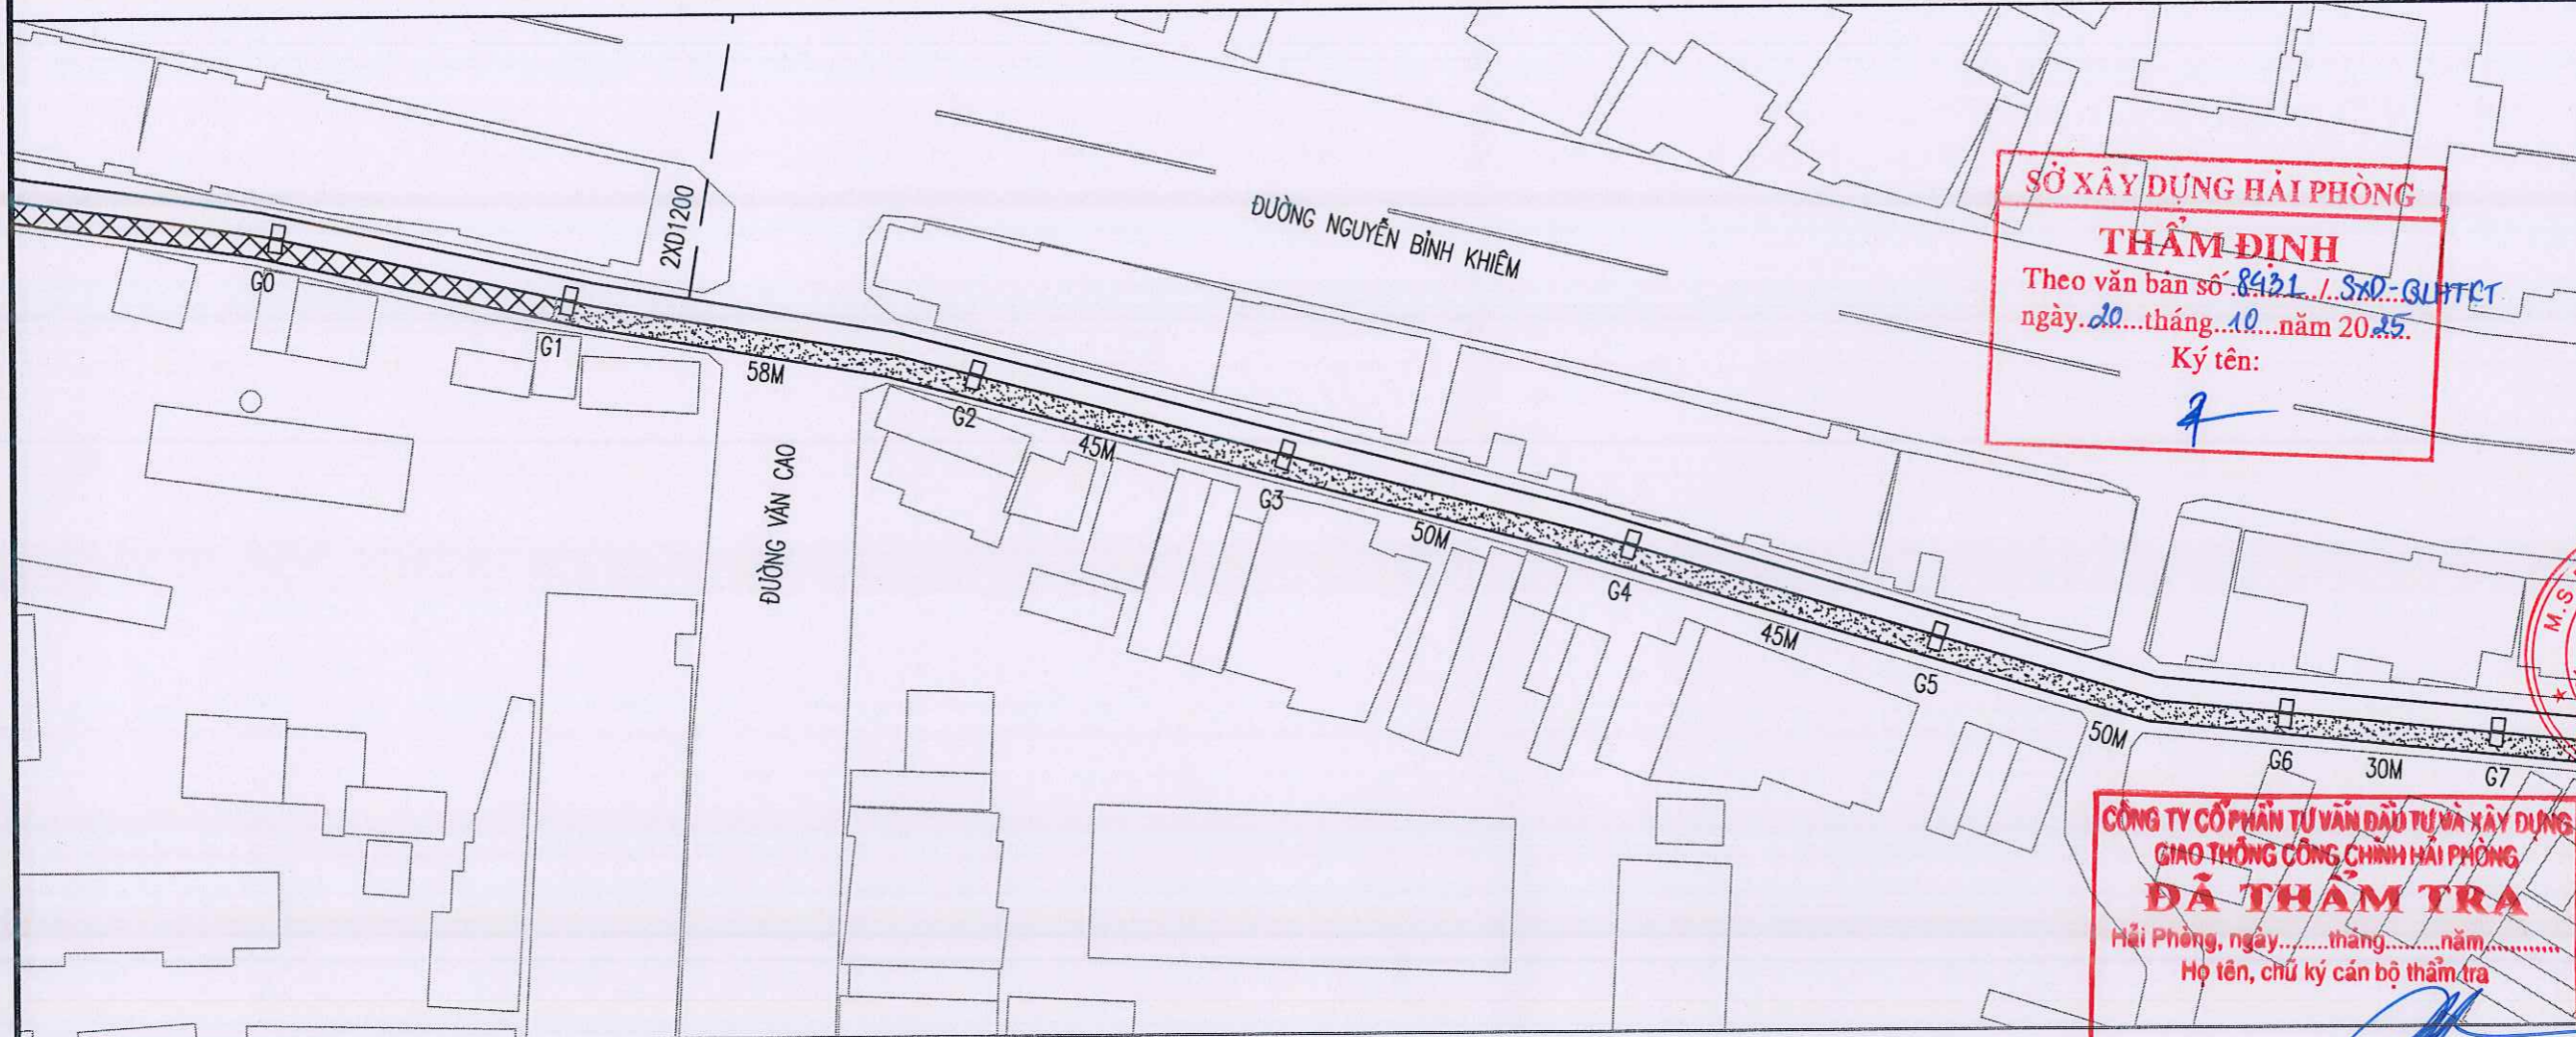 2XD1200
ĐƯỜNG NGUYỄN BỈNH KHIÊM
SỞ XÂY DỰNG HẢI PHÒNG
THẨM ĐỊNH
Theo văn bản số 8431 / SXD-QLHTKT
ngày..20...tháng..10...năm 20.25.
Ký tên:
G0
G1
58M
G2
45M
ĐƯỜNG VĂN CAO
G3
50M
G4
45M
G5
50M
G6
30M
G7
M.S
CÔNG TY CỔ PHẦN TƯ VẤN ĐẦU TƯ VÀ XÂY DỰNG
GIAO THÔNG CÔNG CHÍNH HẢI PHÒNG
ĐÃ THẨM TRA
Hải Phòng, ngày........tháng........năm............
Họ tên, chữ ký cán bộ thẩm tra